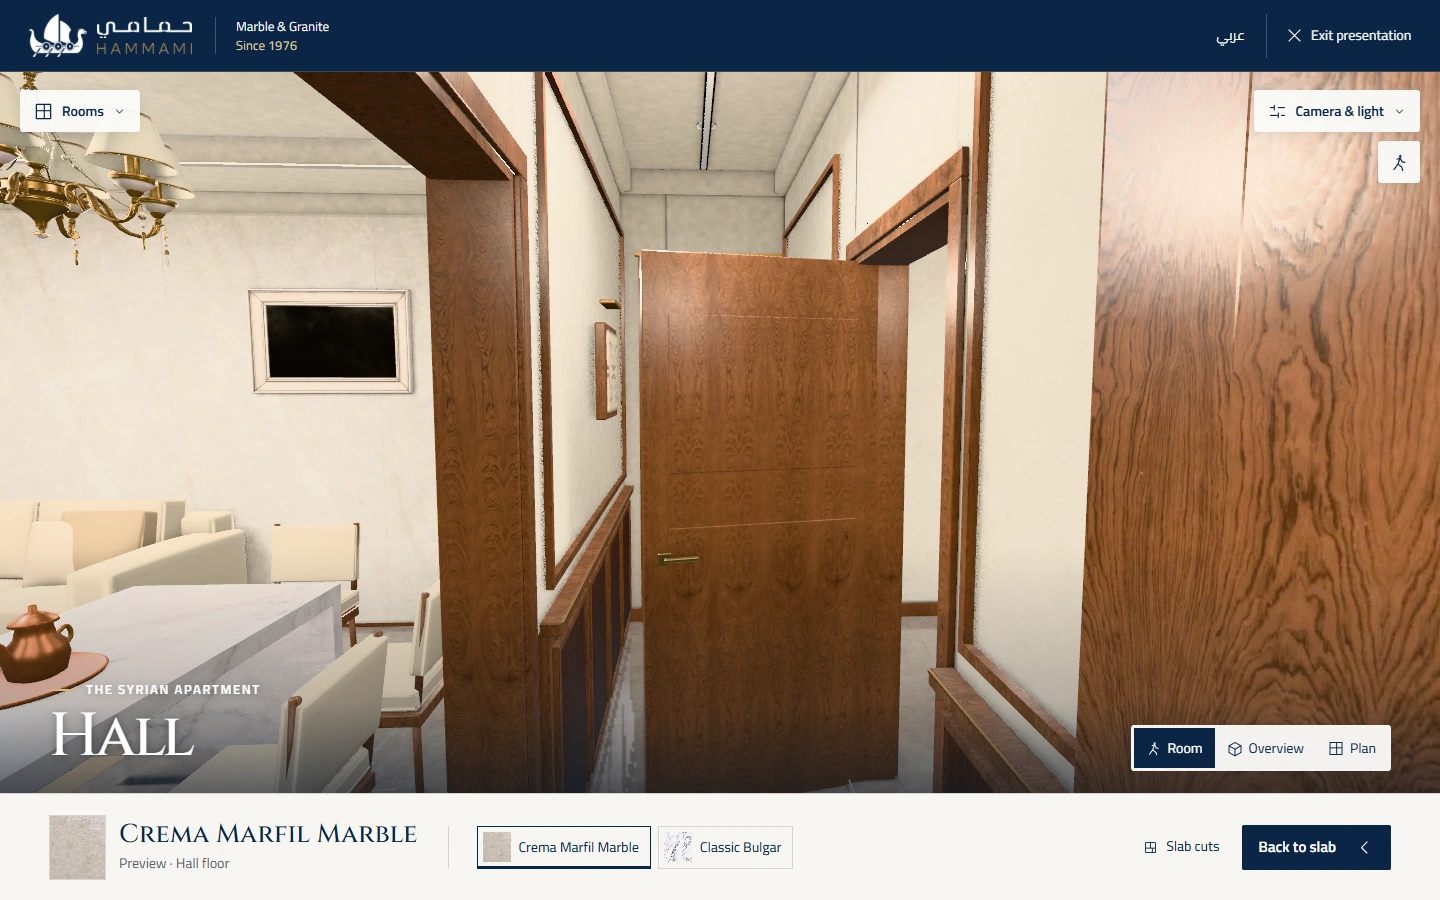 حمامي
HAMMAMI
Marble & Granite
Since 1976
عربي
Exit presentation
Rooms
Camera & light
THE SYRIAN APARTMENT
HALL
Room
Overview
Plan
CREMA MARFIL MARBLE
Preview · Hall floor
Crema Marfil Marble
Classic Bulgar
Slab cuts
Back to slab